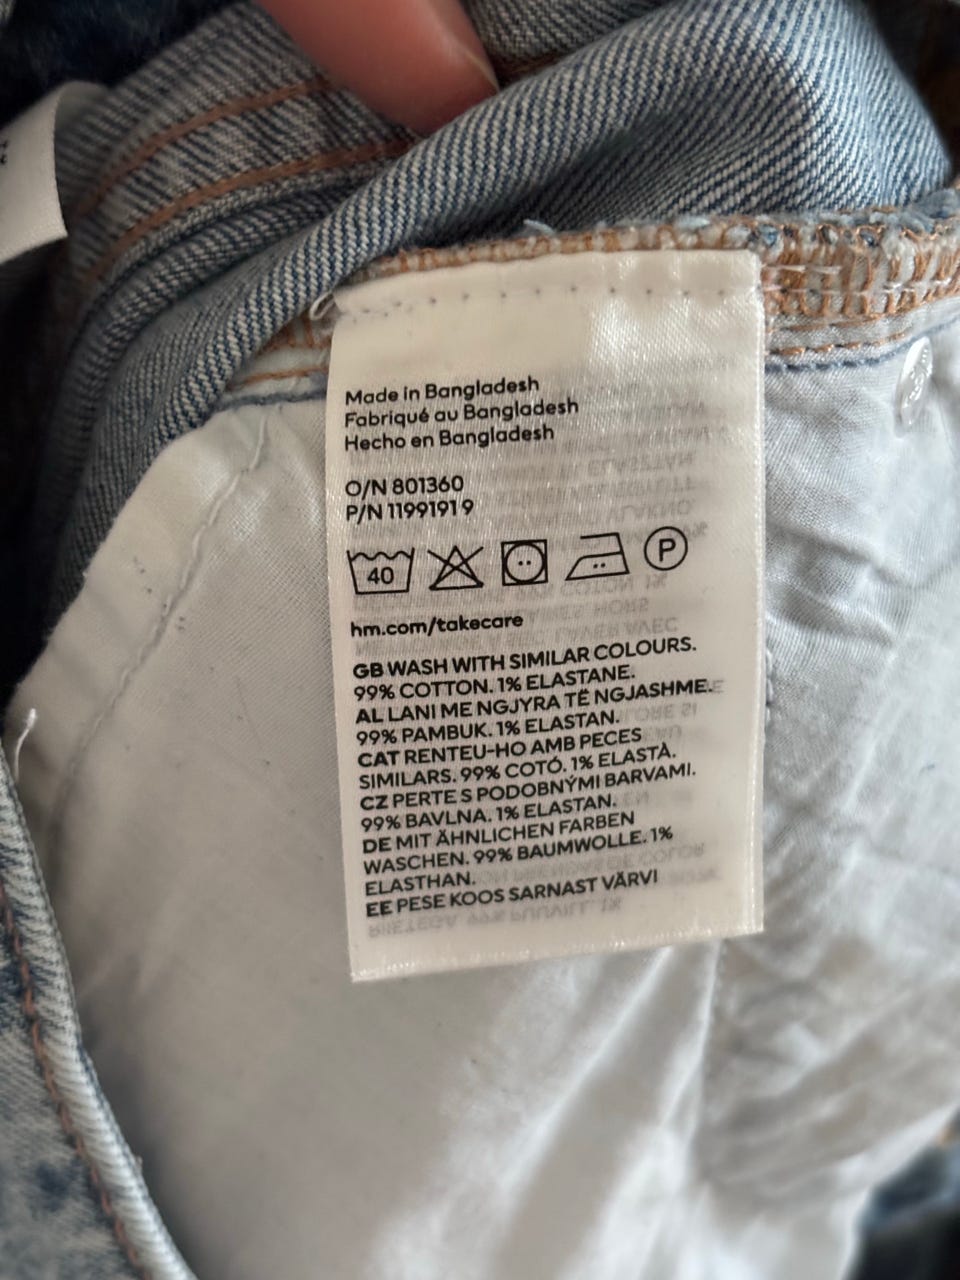 Made in Bangladesh
Fabriqué au Bangladesh
Hecho en Bangladesh
O/N 801360
P/N 1199191 9
40
P
hm.com/takecare
GB WASH WITH SIMILAR COLOURS.
99% COTTON. 1% ELASTANE.
AL LANI ME NGJYRA TË NGJASHME.
99% PAMBUK. 1% ELASTAN.
CAT RENTEU-HO AMB PECES
SIMILARS. 99% COTÓ. 1% ELASTÀ.
CZ PERTE S PODOBNÝMI BARVAMI.
99% BAVLNA. 1% ELASTAN.
DE MIT ÄHNLICHEN FARBEN
WASCHEN. 99% BAUMWOLLE. 1%
ELASTHAN.
EE PESE KOOS SARNAST VÄRVI